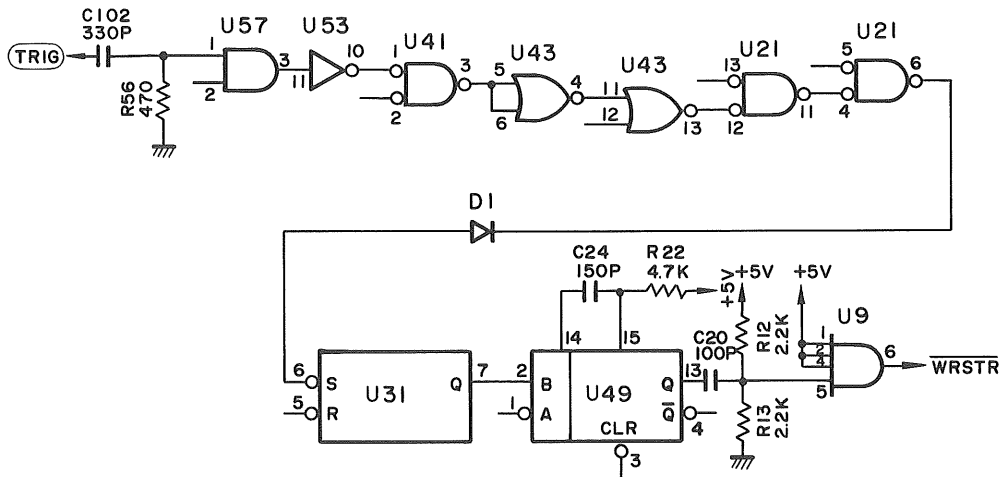 C102
330P
U57
U53
U41
U43
U43
U21
U21
TRIG
1
2
3
11
10
1
2
3
5
6
4
11
12
13
13
12
11
5
4
6
R56
470
D1
C24
150P
R22
4.7K
+5V
+5V
+5V
14
15
R12
2.2K
U9
1
2
4
5
6
WRSTR
C20
100P
13
6
S
5
R
U31
Q
7
2
B
1
A
U49
Q
Q̅
4
CLR
3
R13
2.2K